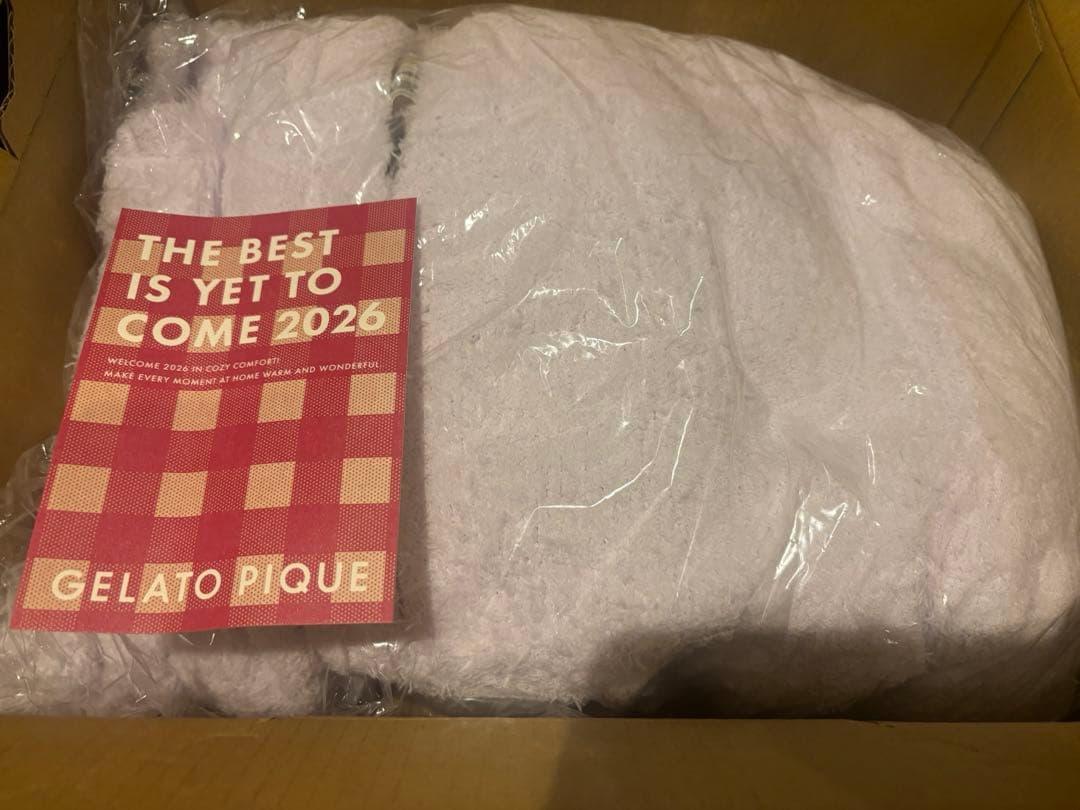 THE BEST
IS YET TO
COME 2026
WELCOME 2026 IN COZY COMFORT!
MAKE EVERY MOMENT AT HOME WARM AND WONDERFUL
GELATO PIQUE